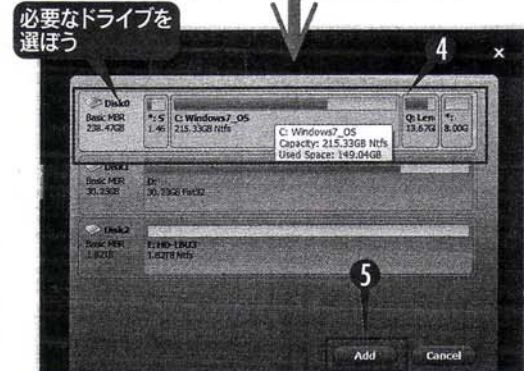 必要なドライブを
選ぼう
4
×
Disk0
Basic MBR
238.47GB
*: S
1.46
C: Windows7_OS
215.33GB Ntfs
Q: Len
13.67G
*:
8.00G
C: Windows7_OS
Capacity: 215.33GB Ntfs
Used Space: 149.04GB
Disk1
Basic MBR
30.23GB
D:
30.23GB Fat32
Disk2
Basic MBR
1.82TB
E: HD-LBU3
1.82TB Ntfs
5
Add
Cancel